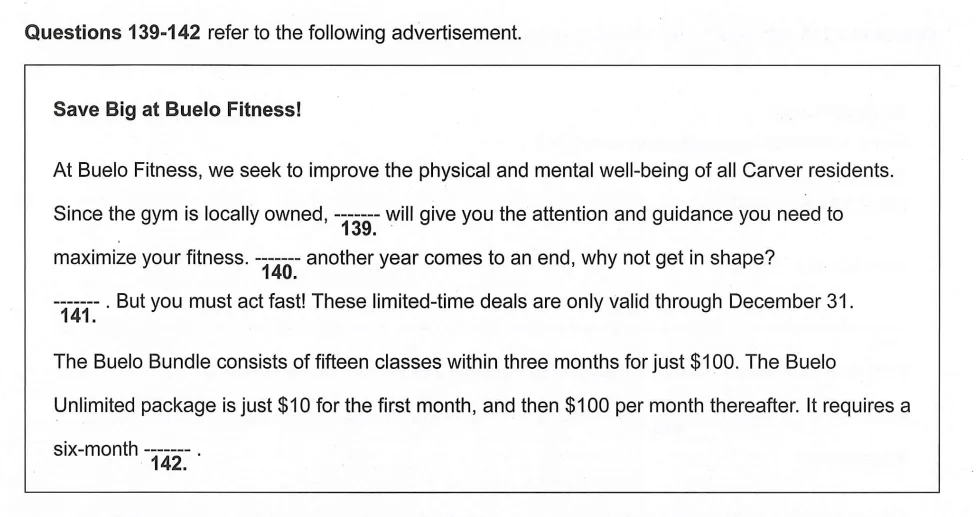 Questions 139-142 refer to the following advertisement.
Save Big at Buelo Fitness!
At Buelo Fitness, we seek to improve the physical and mental well-being of all Carver residents.
Since the gym is locally owned, ------- will give you the attention and guidance you need to
139.
maximize your fitness. ------- another year comes to an end, why not get in shape?
140.
------- . But you must act fast! These limited-time deals are only valid through December 31.
141.
The Buelo Bundle consists of fifteen classes within three months for just $100. The Buelo
Unlimited package is just $10 for the first month, and then $100 per month thereafter. It requires a
six-month ------- .
142.